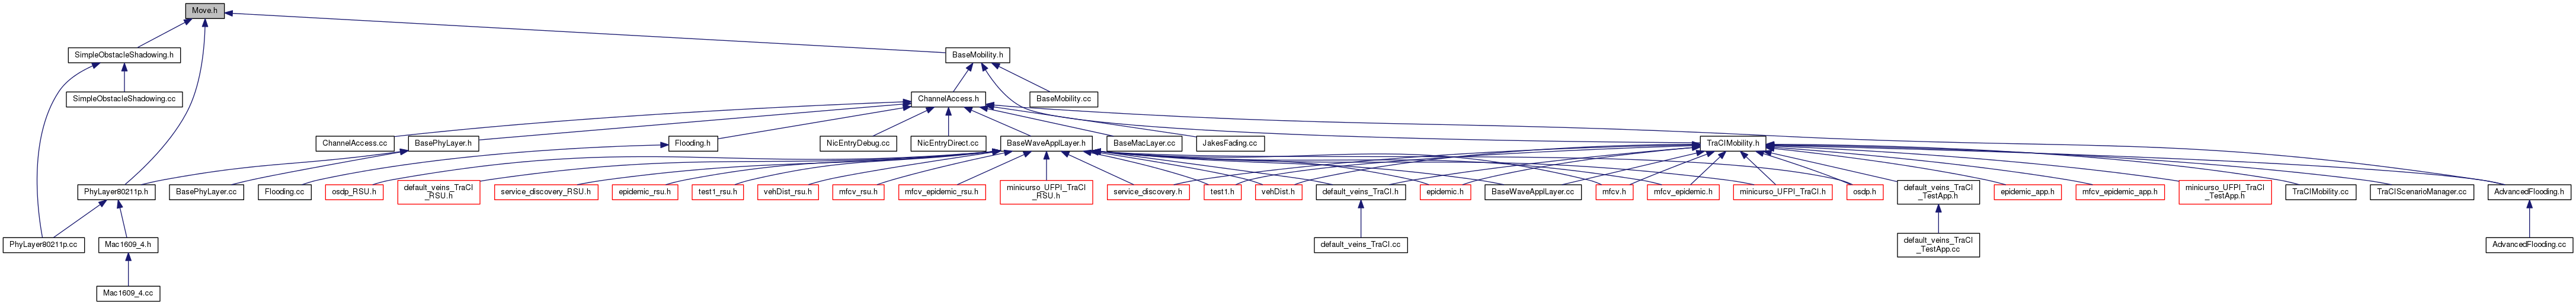 Move.h
SimpleObstacleShadowing.h
BaseMobility.h
SimpleObstacleShadowing.cc
ChannelAccess.h
BaseMobility.cc
ChannelAccess.cc
BasePhyLayer.h
Flooding.h
NicEntryDebug.cc
NicEntryDirect.cc
BaseWaveApplLayer.h
BaseMacLayer.cc
JakesFading.cc
TraCIMobility.h
PhyLayer80211p.h
BasePhyLayer.cc
Flooding.cc
osdp_RSU.h
default_veins_TraCI
_RSU.h
service_discovery_RSU.h
epidemic_rsu.h
test1_rsu.h
vehDist_rsu.h
mfcv_rsu.h
mfcv_epidemic_rsu.h
minicurso_UFPI_TraCI
_RSU.h
service_discovery.h
test1.h
vehDist.h
default_veins_TraCI.h
epidemic.h
BaseWaveApplLayer.cc
mfcv.h
mfcv_epidemic.h
minicurso_UFPI_TraCI.h
osdp.h
default_veins_TraCI
_TestApp.h
epidemic_app.h
mfcv_epidemic_app.h
minicurso_UFPI_TraCI
_TestApp.h
TraCIMobility.cc
TraCIScenarioManager.cc
AdvancedFlooding.h
PhyLayer80211p.cc
Mac1609_4.h
default_veins_TraCI.cc
default_veins_TraCI
_TestApp.cc
AdvancedFlooding.cc
Mac1609_4.cc